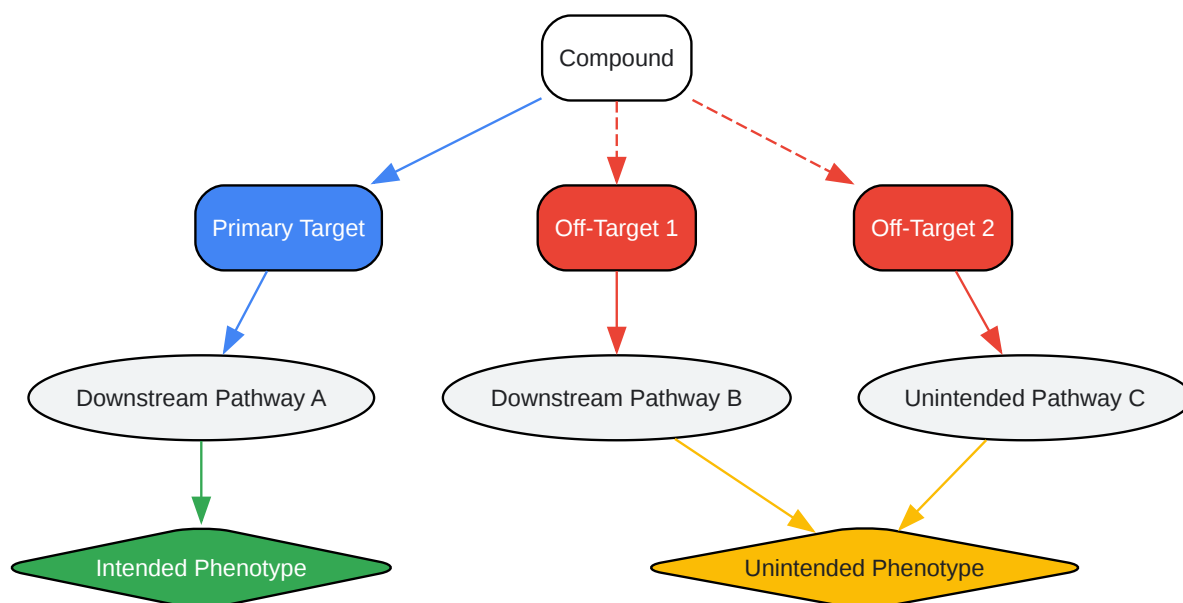 Compound
Primary Target
Off-Target 1
Off-Target 2
Downstream Pathway A
Downstream Pathway B
Unintended Pathway C
Intended Phenotype
Unintended Phenotype